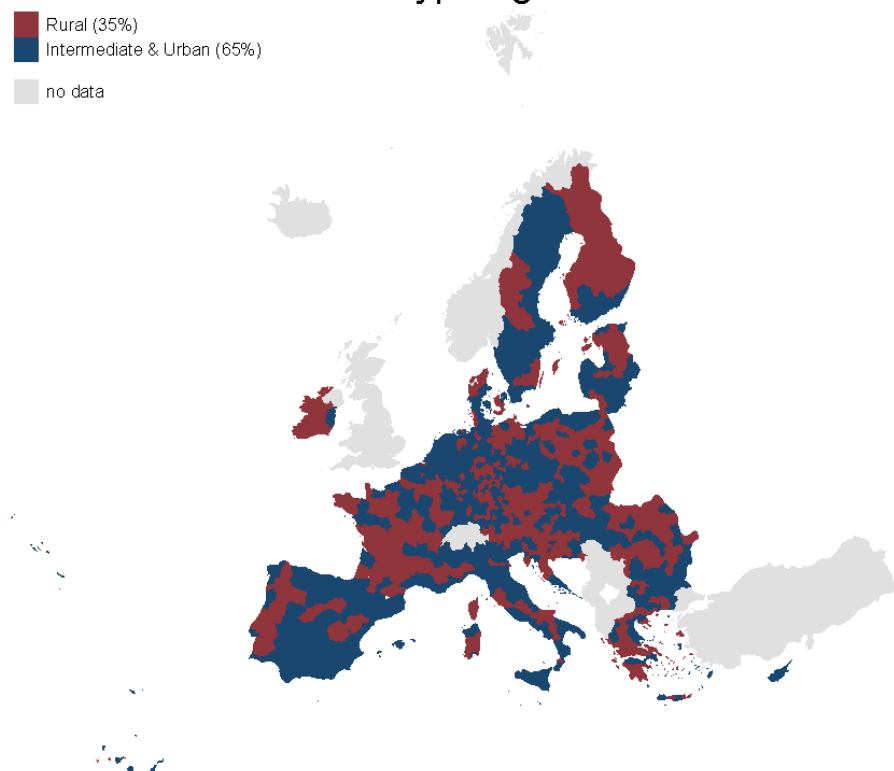 Rural (35%)
Intermediate & Urban (65%)
no data